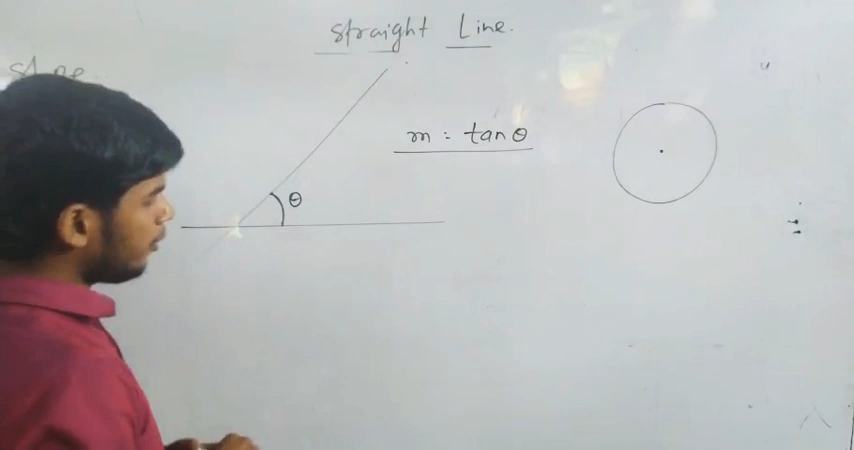 Straight Line.
m = tanθ
θ